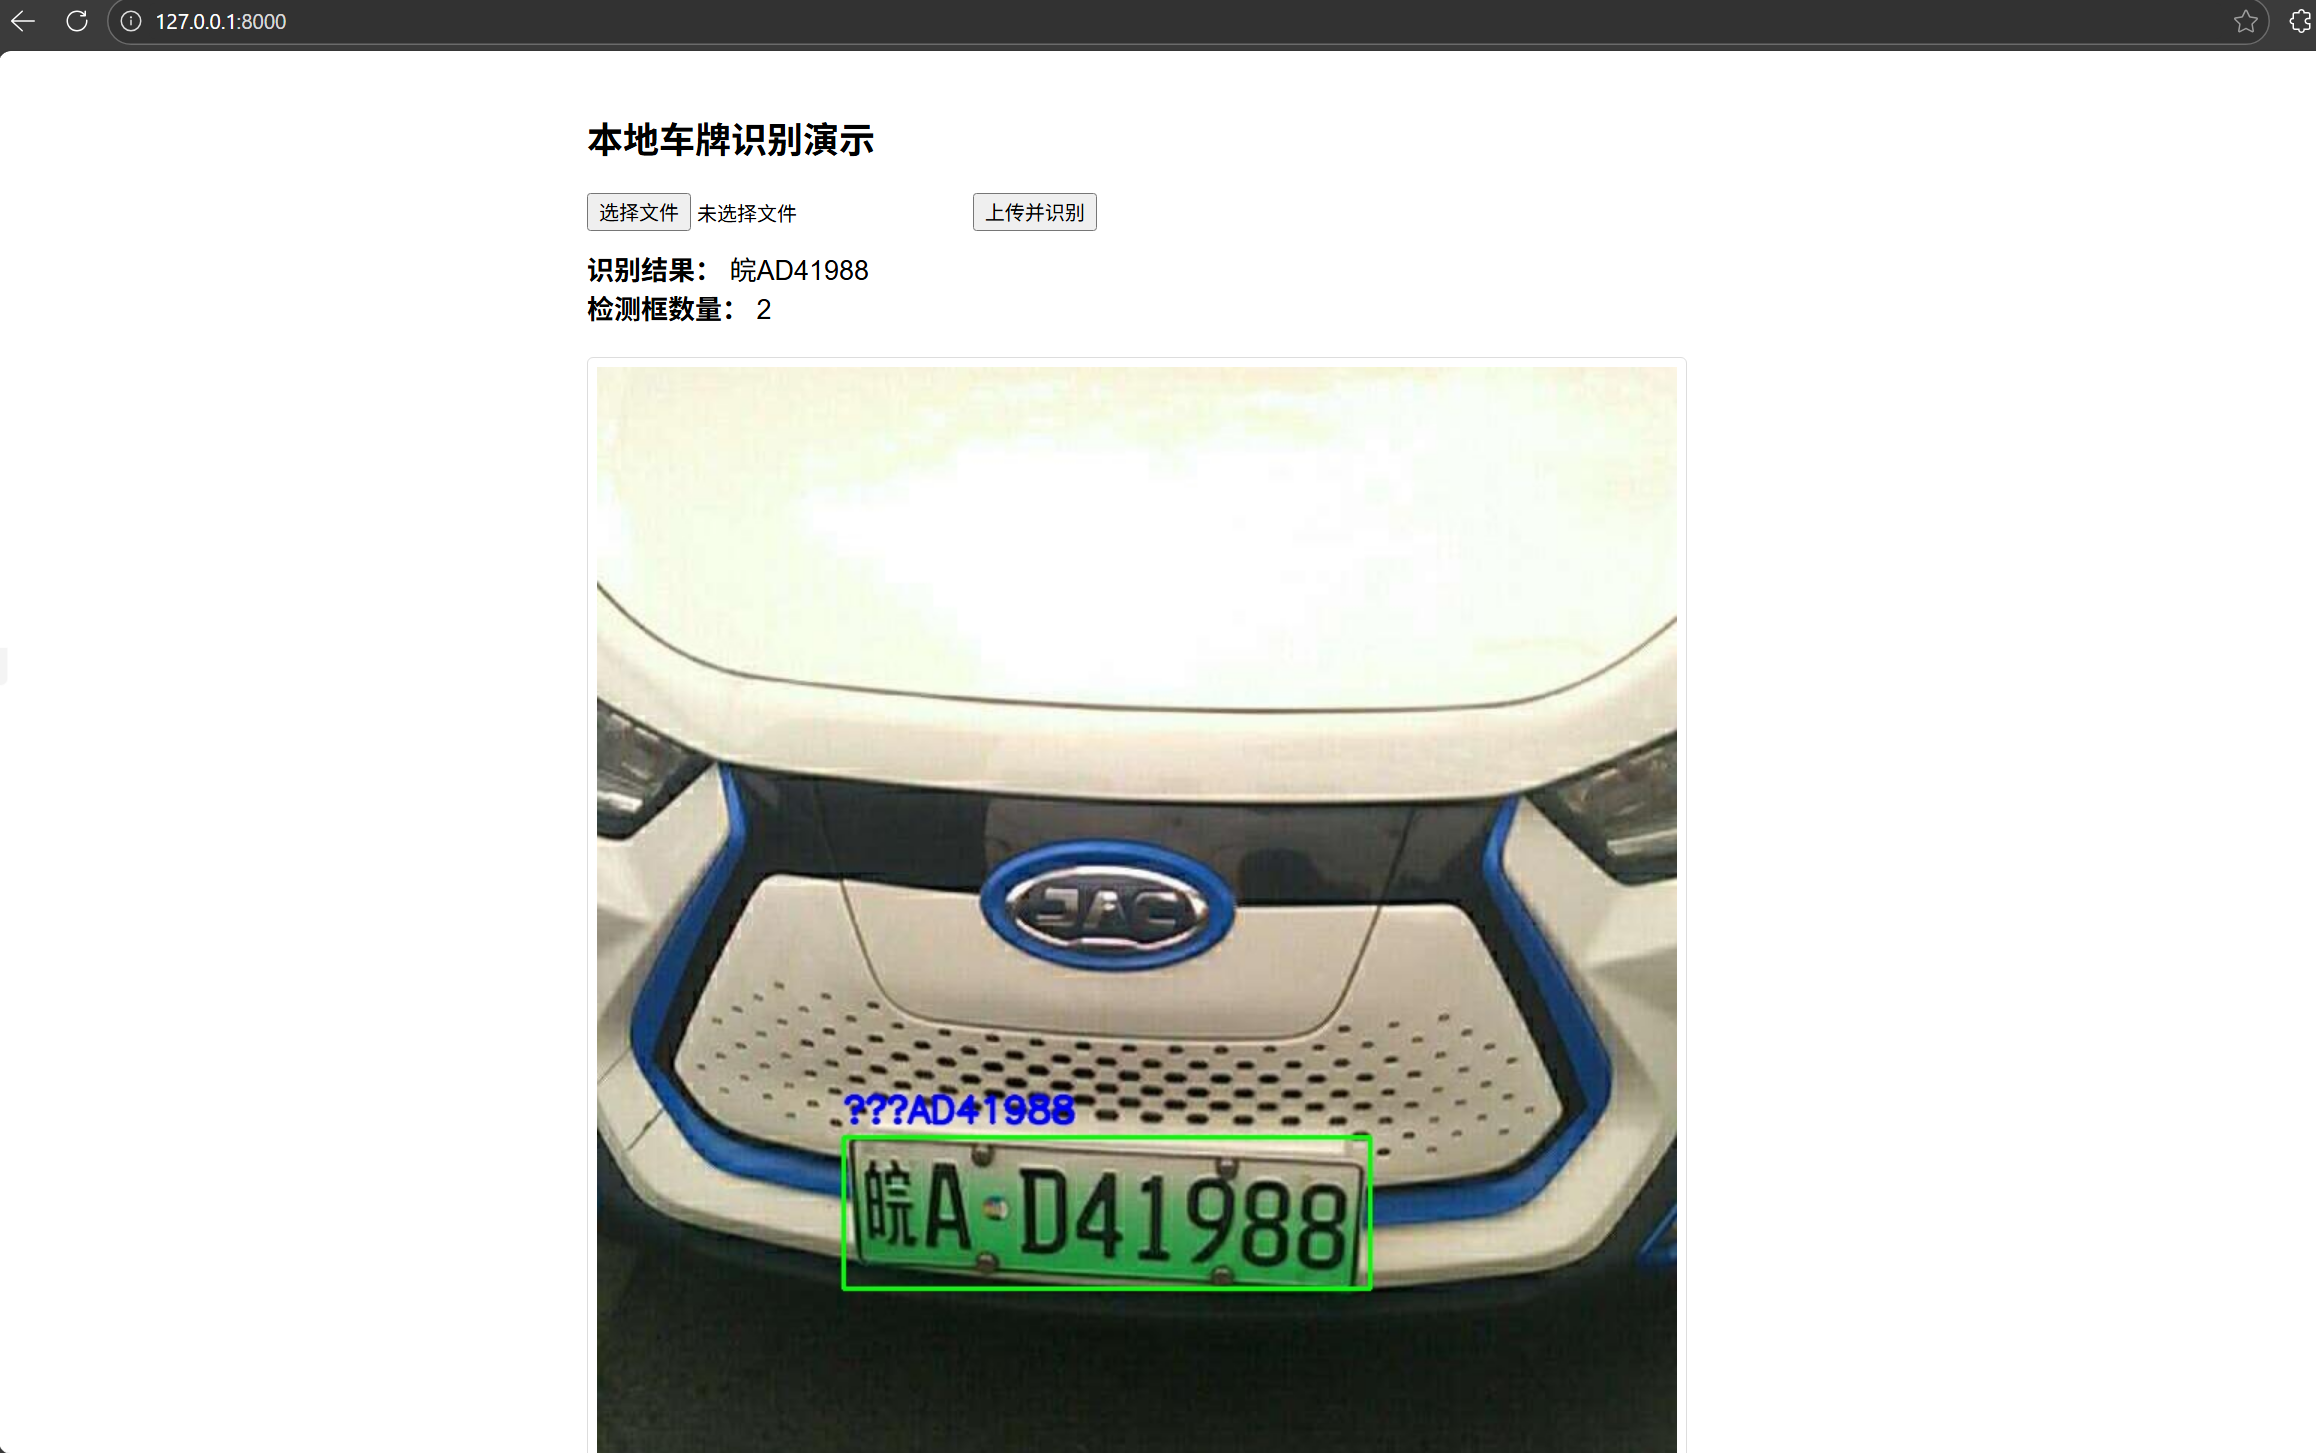 127.0.0.1:8000
本地车牌识别演示
选择文件 未选择文件 上传并识别
识别结果： 皖AD41988
检测框数量： 2
JAC
???AD41988
皖A·D41988